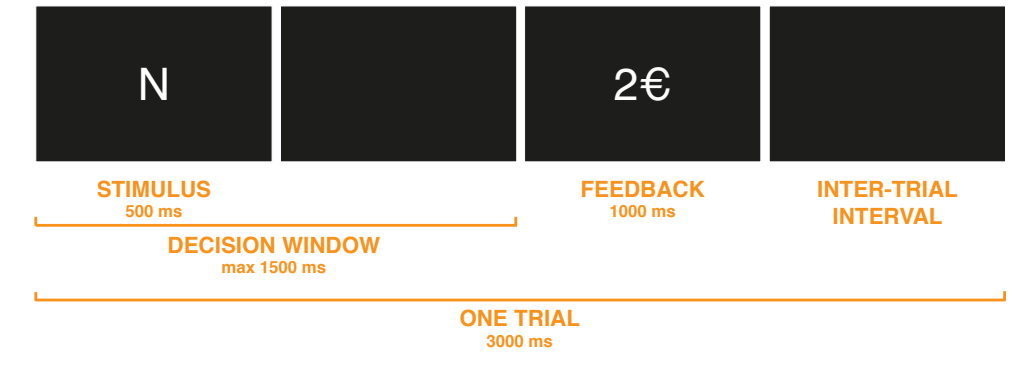 N
2€
STIMULUS
500 ms
FEEDBACK
1000 ms
INTER-TRIAL
INTERVAL
DECISION WINDOW
max 1500 ms
ONE TRIAL
3000 ms